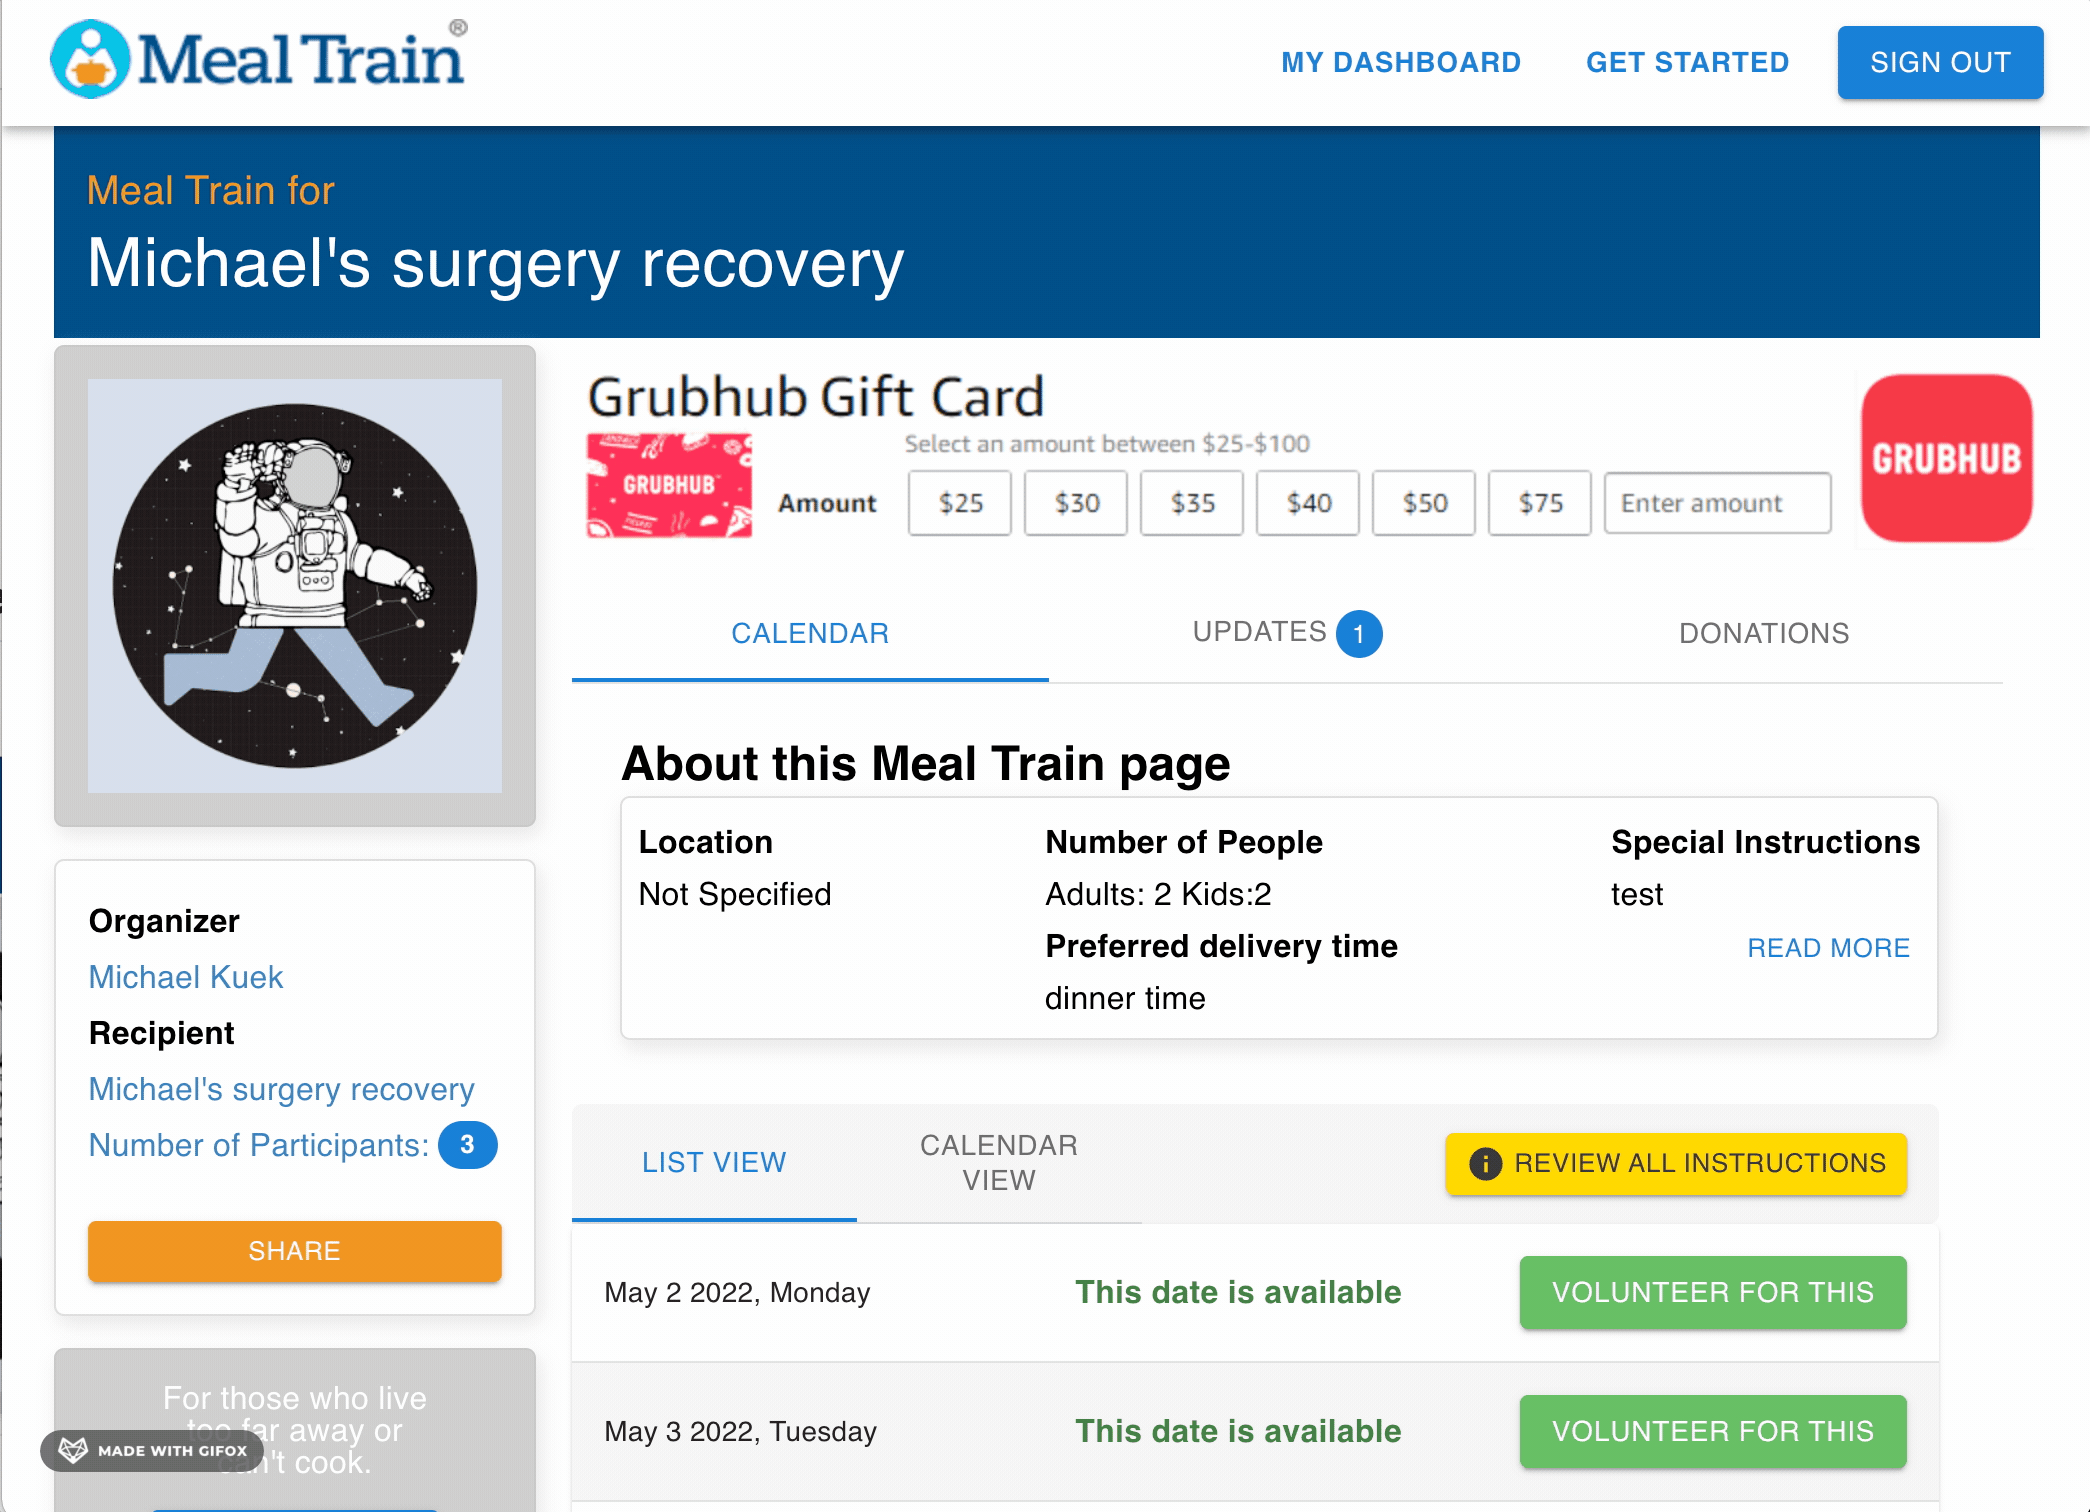 Meal Train®
MY DASHBOARD
GET STARTED
SIGN OUT
Meal Train for
Michael's surgery recovery
Grubhub Gift Card
Select an amount between $25-$100
GRUBHUB
Amount
$25
$30
$35
$40
$50
$75
Enter amount
GRUBHUB
CALENDAR
UPDATES 1
DONATIONS
About this Meal Train page
Location
Not Specified
Number of People
Adults: 2 Kids:2
Preferred delivery time
dinner time
Special Instructions
test
READ MORE
Organizer
Michael Kuek
Recipient
Michael's surgery recovery
Number of Participants: 3
SHARE
For those who live
too far away or
can't cook.
MADE WITH GIFOX
LIST VIEW
CALENDAR
VIEW
REVIEW ALL INSTRUCTIONS
May 2 2022, Monday
This date is available
VOLUNTEER FOR THIS
May 3 2022, Tuesday
This date is available
VOLUNTEER FOR THIS